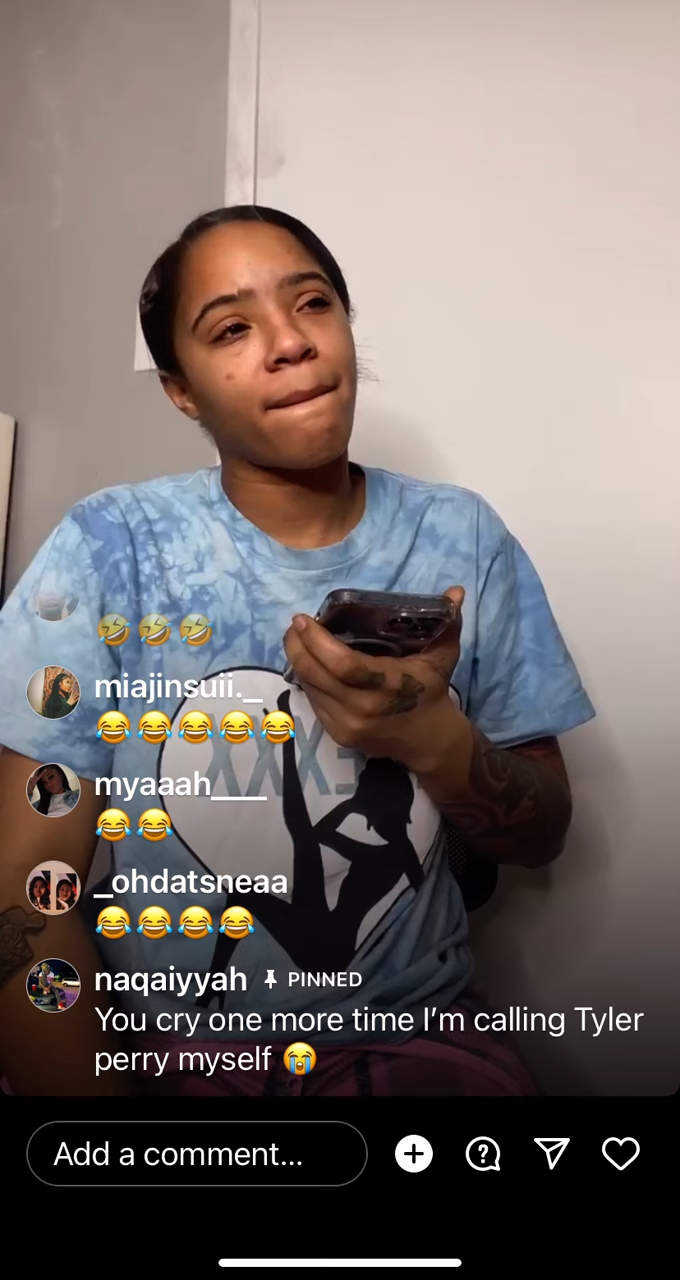 🤣🤣🤣
miajinsuii._
😂😂😂😂😂
myaaah___
😂😂
_ohdatsneaa
😂😂😂😂
naqaiyyah PINNED
You cry one more time I’m calling Tyler
perry myself 😭
Add a comment...